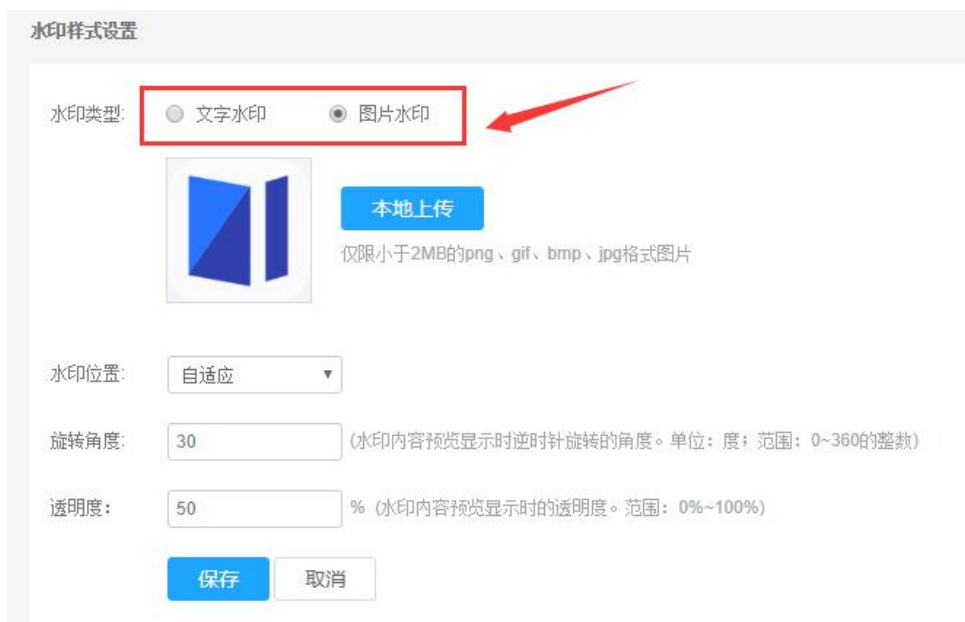 水印样式设置
水印类型: 文字水印 图片水印
本地上传
仅限小于2MB的png、gif、bmp、jpg格式图片
水印位置: 自适应
旋转角度: 30 (水印内容预览显示时逆时针旋转的角度。单位：度；范围：0~360的整数)
透明度： 50 % (水印内容预览显示时的透明度。范围：0%~100%)
保存 取消